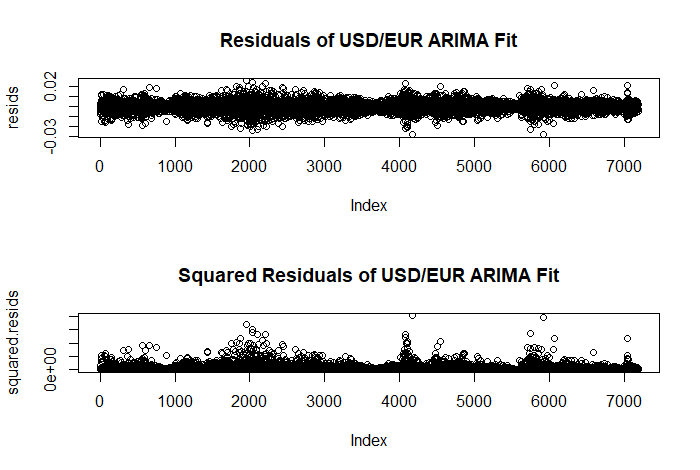 Residuals of USD/EUR ARIMA Fit
resids
0.02
-0.03
0 1000 2000 3000 4000 5000 6000 7000
Index
Squared Residuals of USD/EUR ARIMA Fit
squared.resids
0e+00
0 1000 2000 3000 4000 5000 6000 7000
Index